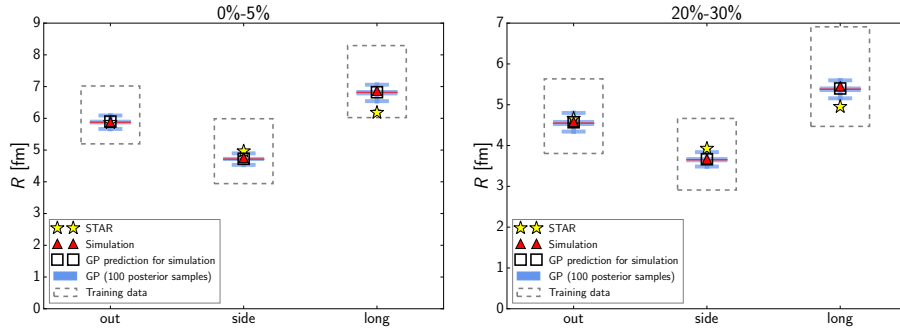 0%-5%
9
8
7
6
5
4
3
2
1
0
R [fm]
out
side
long
STAR
Simulation
GP prediction for simulation
GP (100 posterior samples)
Training data
20%-30%
7
6
5
4
3
2
1
0
R [fm]
out
side
long
STAR
Simulation
GP prediction for simulation
GP (100 posterior samples)
Training data